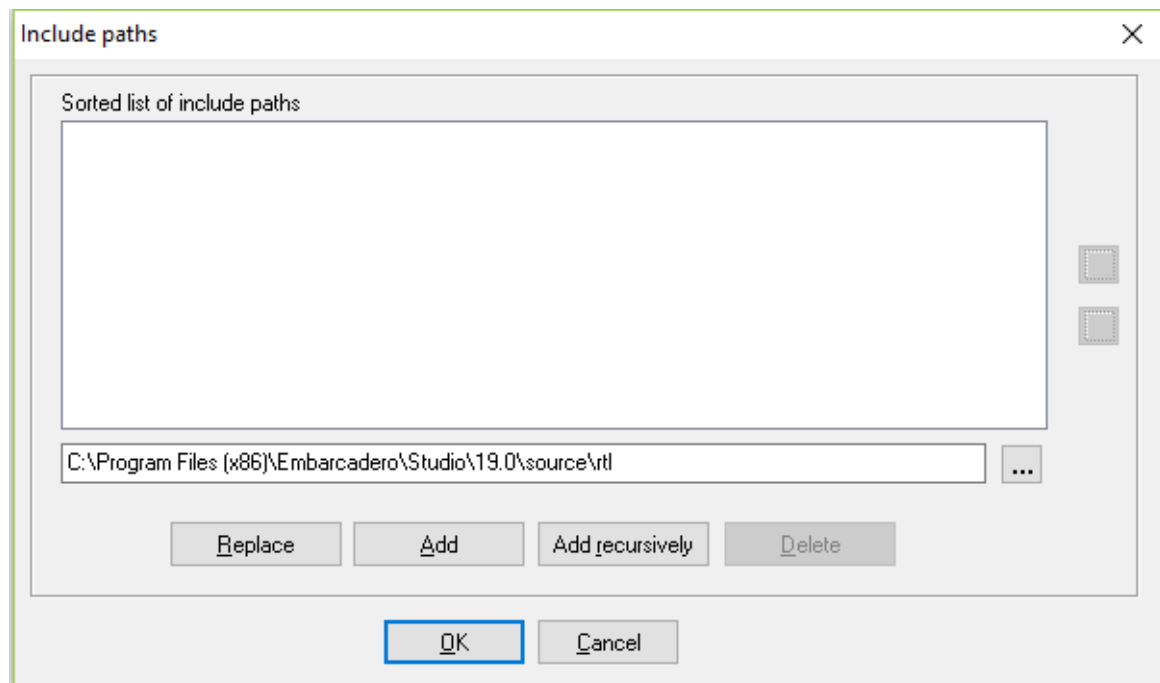 Include paths
Sorted list of include paths
C:\Program Files (x86)\Embarcadero\Studio\19.0\source\rtl
...
Replace Add Add recursively Delete
OK Cancel